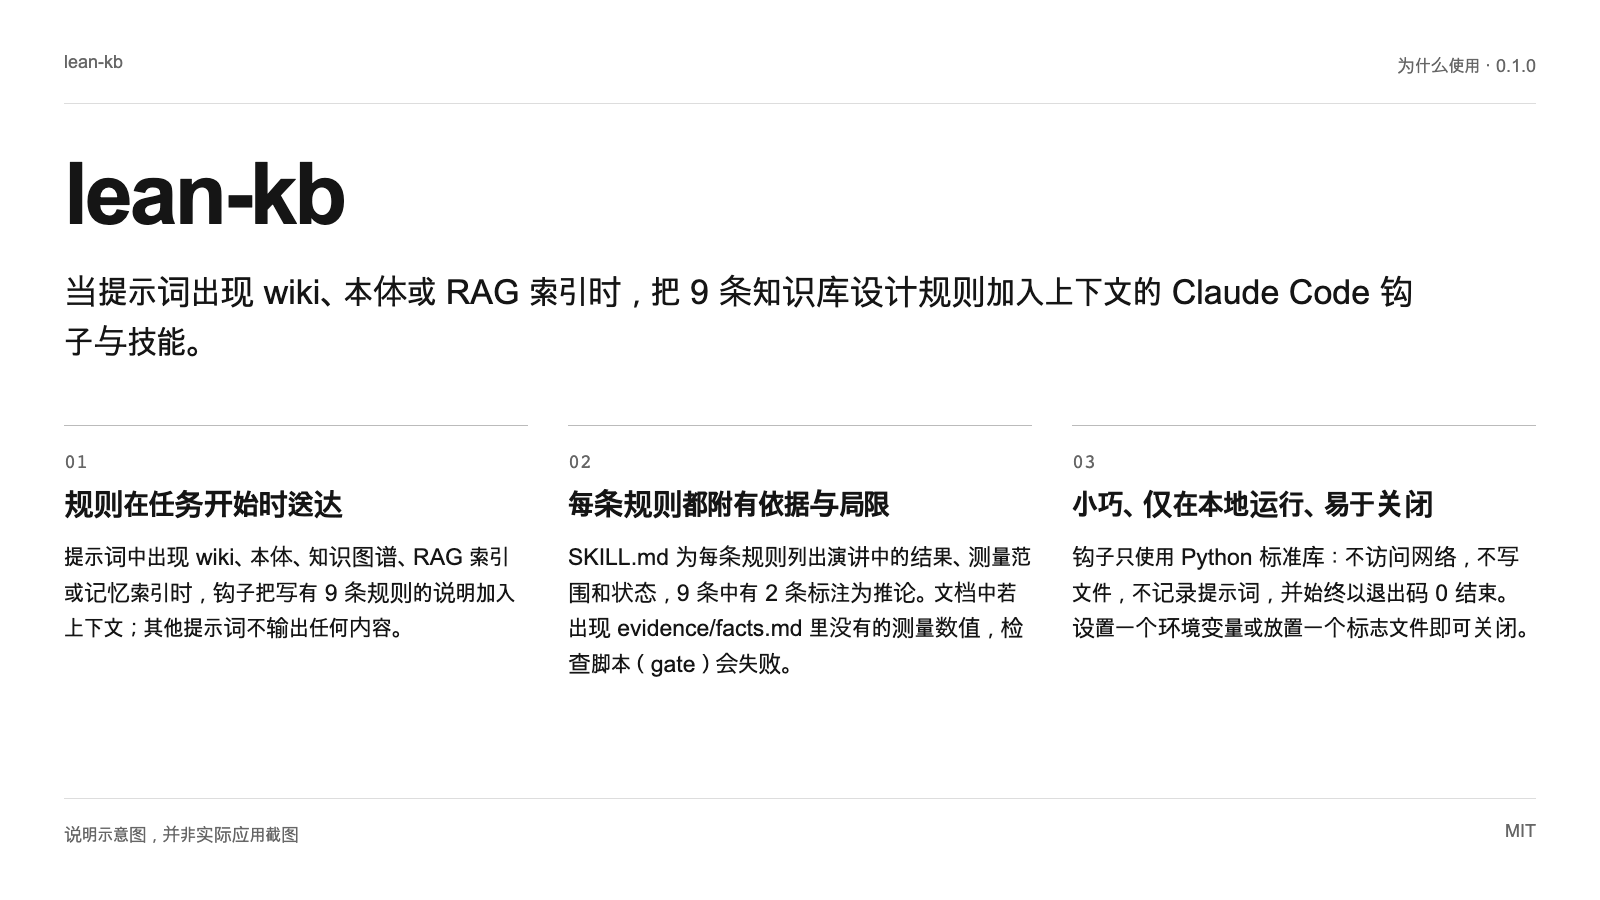 lean-kb
为什么使用 · 0.1.0
lean-kb
当提示词出现 wiki、本体或 RAG 索引时，把 9 条知识库设计规则加入上下文的 Claude Code 钩
子与技能。
01
规则在任务开始时送达
提示词中出现 wiki、本体、知识图谱、RAG 索引
或记忆索引时，钩子把写有 9 条规则的说明加入
上下文；其他提示词不输出任何内容。
02
每条规则都附有依据与局限
SKILL.md 为每条规则列出演讲中的结果、测量范
围和状态，9 条中有 2 条标注为推论。文档中若
出现 evidence/facts.md 里没有的测量数值，检
查脚本（gate）会失败。
03
小巧、仅在本地运行、易于关闭
钩子只使用 Python 标准库：不访问网络，不写
文件，不记录提示词，并始终以退出码 0 结束。
设置一个环境变量或放置一个标志文件即可关闭。
说明示意图，并非实际应用截图
MIT